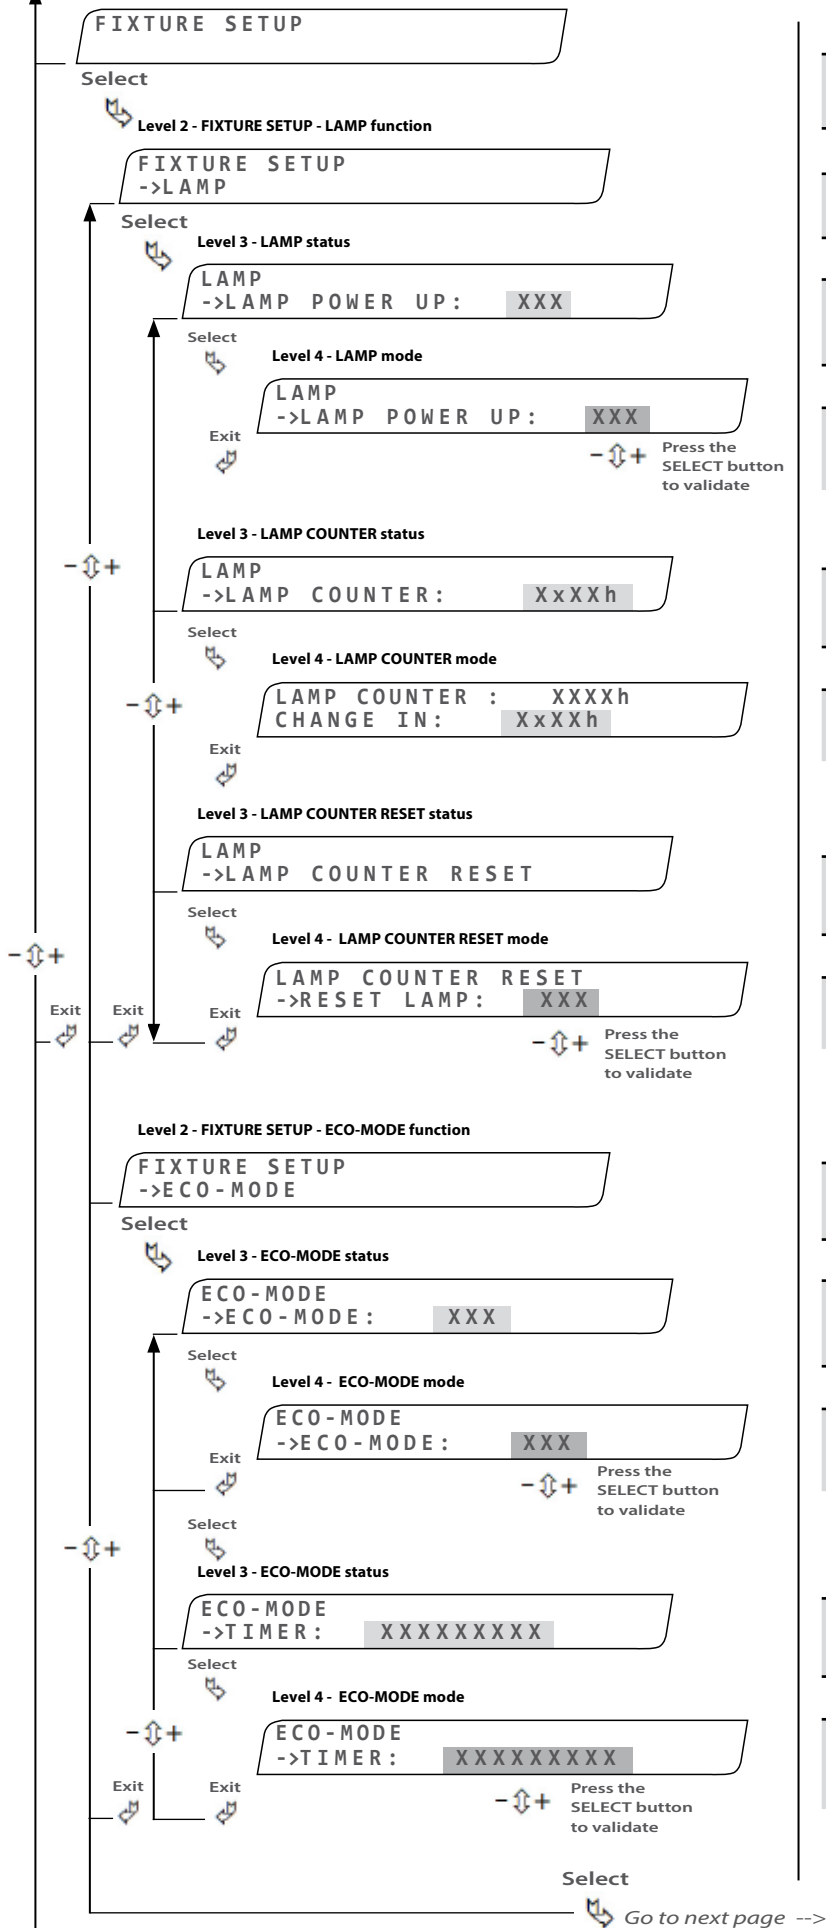 FIXTURE SETUP
Select
Level 2 - FIXTURE SETUP - LAMP function
FIXTURE SETUP
->LAMP
Select
Level 3 - LAMP status
LAMP
->LAMP POWER UP: XXX
Select
Level 4 - LAMP mode
LAMP
->LAMP POWER UP: XXX
Exit
- + Press the
SELECT button
to validate
Level 3 - LAMP COUNTER status
- +
LAMP
->LAMP COUNTER: XxXXh
Select
Level 4 - LAMP COUNTER mode
- +
LAMP COUNTER : XXXXh
CHANGE IN: XxXXh
Exit
Level 3 - LAMP COUNTER RESET status
LAMP
->LAMP COUNTER RESET
Select
Level 4 - LAMP COUNTER RESET mode
- +
LAMP COUNTER RESET
->RESET LAMP: XXX
Exit Exit Exit
- + Press the
SELECT button
to validate
Level 2 - FIXTURE SETUP - ECO-MODE function
FIXTURE SETUP
->ECO-MODE
Select
Level 3 - ECO-MODE status
ECO-MODE
->ECO-MODE: XXX
Select
Level 4 - ECO-MODE mode
ECO-MODE
->ECO-MODE: XXX
Exit
- + Press the
SELECT button
to validate
Select
- +
Level 3 - ECO-MODE status
ECO-MODE
->TIMER: XXXXXXXXX
Select
Level 4 - ECO-MODE mode
- +
ECO-MODE
->TIMER: XXXXXXXXX
Exit Exit
- + Press the
SELECT button
to validate
Select
Go to next page -->